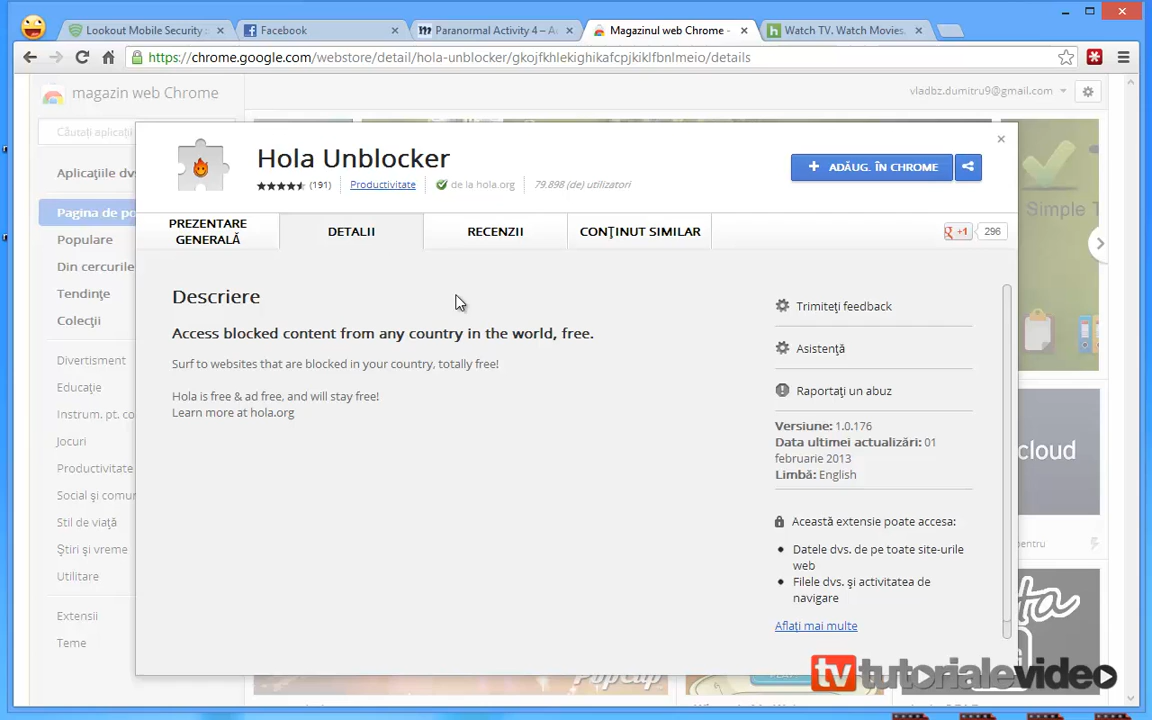 Lookout Mobile Security
Facebook
Paranormal Activity 4 – A
Magazinul web Chrome -
Watch TV. Watch Movies.
https://chrome.google.com/webstore/detail/hola-unblocker/gkojfkhlekighikafcpjkiklfbnlmeio/details
magazin web Chrome
vladbz.dumitru9@gmail.com
Căutați aplicații
Aplicațiile dvs
Pagina de po
Populare
Din cercurile
Tendințe
Colecții
Divertisment
Educație
Instrum. pt. co
Jocuri
Productivitate
Social și comun
Stil de viață
Știri și vreme
Utilitare
Extensii
Teme
Hola Unblocker
(191)
Productivitate
de la hola.org
79.898 (de) utilizatori
+ ADĂUG. ÎN CHROME
PREZENTARE GENERALĂ
DETALII
RECENZII
CONȚINUT SIMILAR
+1
296
Descriere
Access blocked content from any country in the world, free.
Surf to websites that are blocked in your country, totally free!
Hola is free & ad free, and will stay free!
Learn more at hola.org
Trimiteți feedback
Asistență
Raportați un abuz
Versiune: 1.0.176
Data ultimei actualizări: 01
februarie 2013
Limbă: English
Această extensie poate accesa:
Datele dvs. de pe toate site-urile
web
Filele dvs. și activitatea de
navigare
Aflați mai multe
Simple T
cloud
pentru
tv tutorialevideo